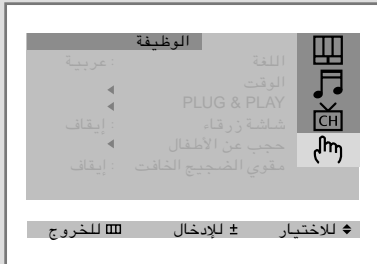 الوظيفة
اللغة : عربية
الوقت ◀
PLUG & PLAY ◀
شاشة زرقاء : إيقاف
حجب عن الأطفال ◀
مقوي الضجيج الخافت : إيقاف
CH
للاختيار ± للإدخال للخروج